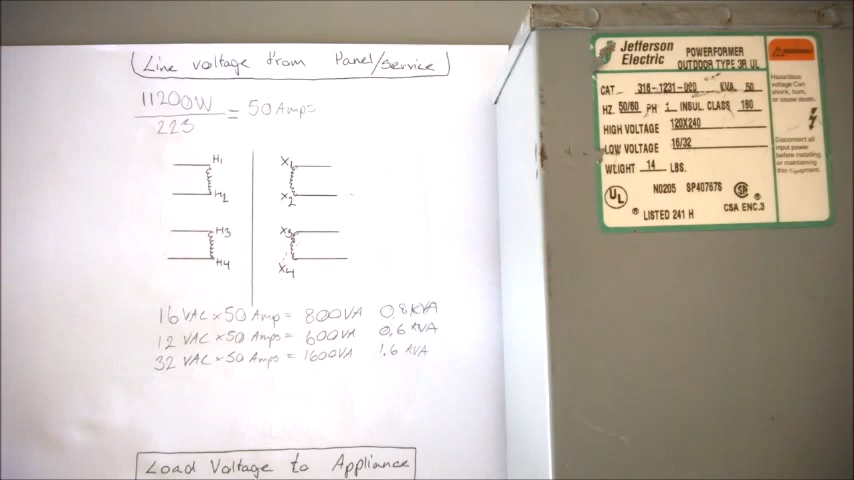 Line voltage from Panel/service
11200W
223
= 50 Amps
H1
H2
H3
H4
X1
X2
X3
X4
16 VAC x 50 Amp = 800VA 0,8 KVA
12 VAC x 50 Amps = 600VA 0,6 KVA
32 VAC x 50 Amps = 1600VA 1.6 KVA
Load Voltage to Appliance
Jefferson
Electric
POWERFORMER
OUTDOOR TYPE 3R UL
CAT 316-1231-000 KVA .50
HZ. 50/60 PH 1 INSUL. CLASS 180
HIGH VOLTAGE 120X240
LOW VOLTAGE 16/32
WEIGHT 14 LBS.
UL N0205 SP40767S SA ®
® LISTED 241 H CSA ENC.3
WARNING
Hazardous
voltage Can
shock, burn,
or cause death.
Disconnect all
input power
before installing
or maintaining
this equipment.